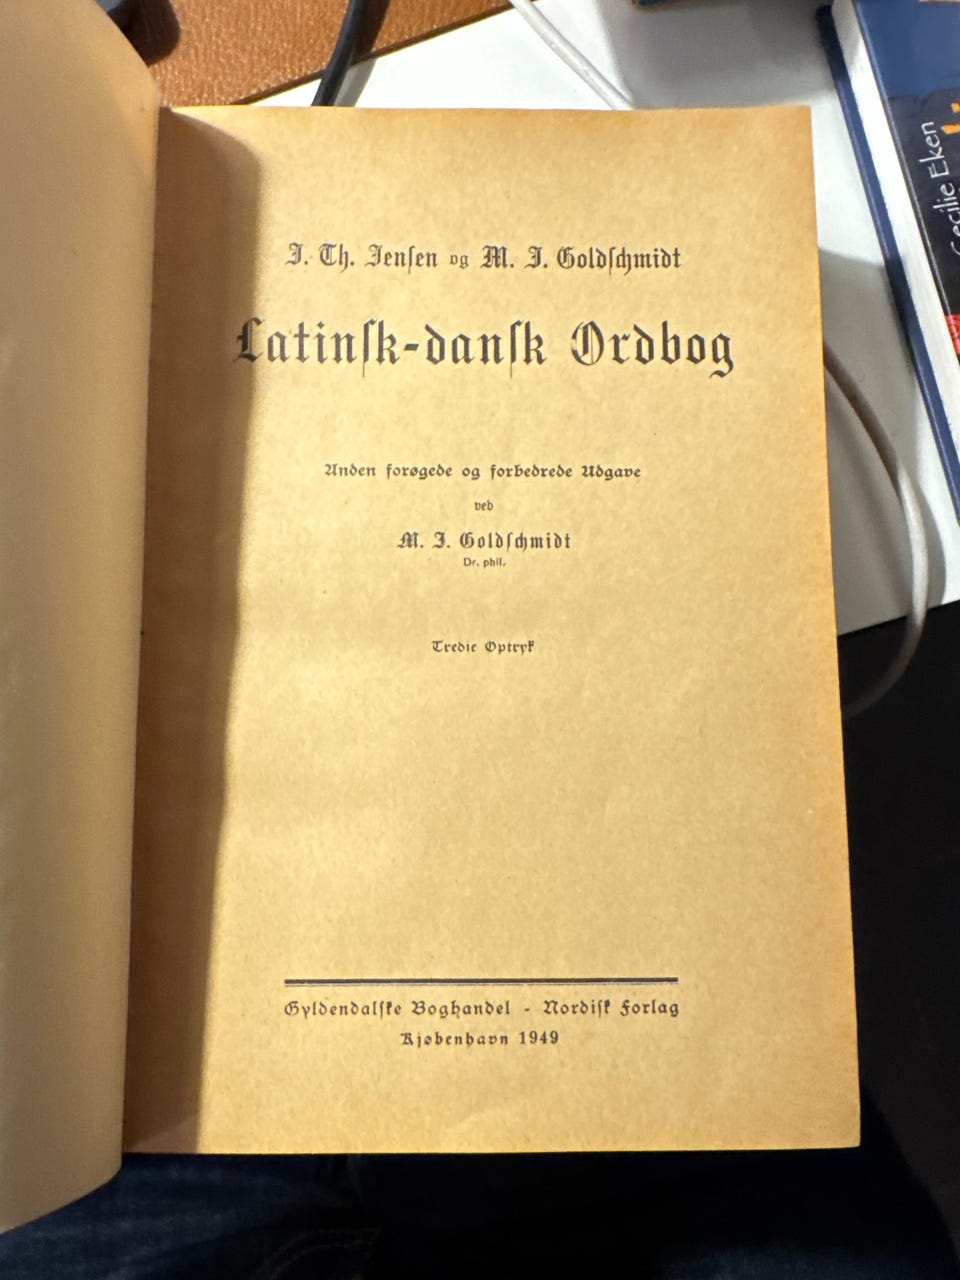 J. Th. Jensen og M. J. Goldschmidt
Latinsk-dansk Ordbog
Anden forøgede og forbedrede Udgave
ved
M. J. Goldschmidt
Dr. phil.
Tredie Optryk
Gyldendalske Boghandel - Nordisk Forlag
Kjøbenhavn 1949
Cecilie Eken